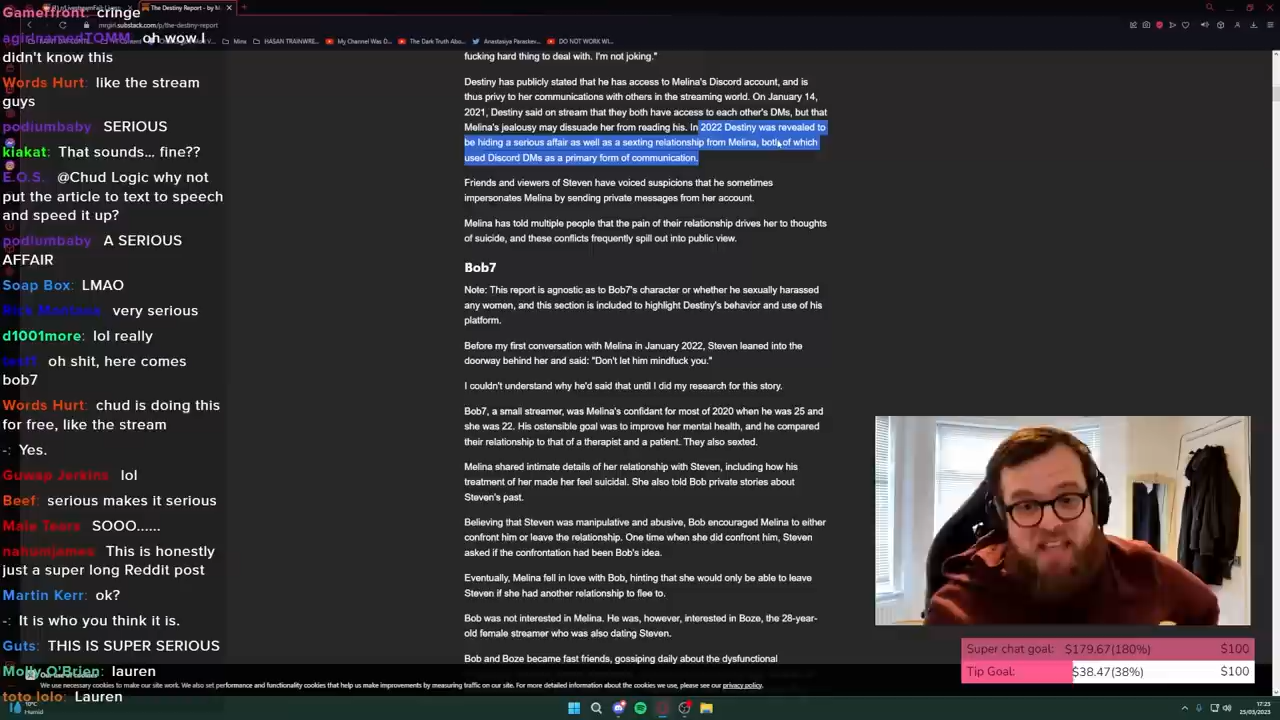 Gameffront: cringe
agidnamedTOMM: oh wow I
didn't know this
Words Hurt: like the stream
guys
podiumbaby SERIOUS
kiakat: That sounds... fine??
E.O.S. @Chud Logic why not
put the article to text to speech
and speed it up?
podiumbaby A SERIOUS
AFFAIR
Soap Box: LMAO
very serious
d1001more: lol really
oh shit, here comes
bob7
Words Hurt: chud is doing this
for free, like the stream
-: Yes.
Guwap Jerkins lol
Beef: serious makes it serious
Male Tears SOOO......
nahumjames: This is honestly
just a super long Reddit post
Martin Kerr: ok?
-: It is who you think it is.
Guts: THIS IS SUPER SERIOUS
Molly O'Brien: lauren
toto lolo: Lauren
The Destiny Report - by M
mrgirl.substack.com/p/the-destiny-report
Mina
HASAN TRAINWRE...
My Channel Was D...
The Dark Truth Abo...
Anastasiya Paraskev...
DO NOT WORK WI...
fucking hard thing to deal with. I'm not joking."
Destiny has publicly stated that he has access to Melina's Discord account, and is
thus privy to her communications with others in the streaming world. On January 14,
2021, Destiny said on stream that they both have access to each other's DMs, but that
Melina's jealousy may dissuade her from reading his. In 2022 Destiny was revealed to
be hiding a serious affair as well as a sexting relationship from Melina, both of which
used Discord DMs as a primary form of communication.
Friends and viewers of Steven have voiced suspicions that he sometimes
impersonates Melina by sending private messages from her account.
Melina has told multiple people that the pain of their relationship drives her to thoughts
of suicide, and these conflicts frequently spill out into public view.
Bob7
Note: This report is agnostic as to Bob7's character or whether he sexually harassed
any women, and this section is included to highlight Destiny's behavior and use of his
platform.
Before my first conversation with Melina in January 2022, Steven leaned into the
doorway behind her and said: "Don't let him mindfuck you."
I couldn't understand why he'd said that until I did my research for this story.
Bob7, a small streamer, was Melina's confidant for most of 2020 when he was 25 and
she was 22. His ostensible goal was to improve her mental health, and he compared
their relationship to that of a therapist and a patient. They also sexted.
Melina shared intimate details of her relationship with Steven, including how his
treatment of her made her feel suicidal. She also told Bob private stories about
Steven's past.
Believing that Steven was manipulative and abusive, Bob encouraged Melina to either
confront him or leave the relationship. One time when she did confront him, Steven
asked if the confrontation had been Bob's idea.
Eventually, Melina fell in love with Bob, hinting that she would only be able to leave
Steven if she had another relationship to flee to.
Bob was not interested in Melina. He was, however, interested in Boze, the 28-year-
old female streamer who was also dating Steven.
Bob and Boze became fast friends, gossiping daily about the dysfunctional
We use necessary cookies to make our site work. We also set performance and functionality cookies that help us make improvements by measuring traffic on our site. For more detailed information about the cookies we use, please see our privacy policy.
Super chat goal: $179.67(180%) $100
Tip Goal: $38.47(38%) $100
10°C
Humid
17:23
25/03/2023